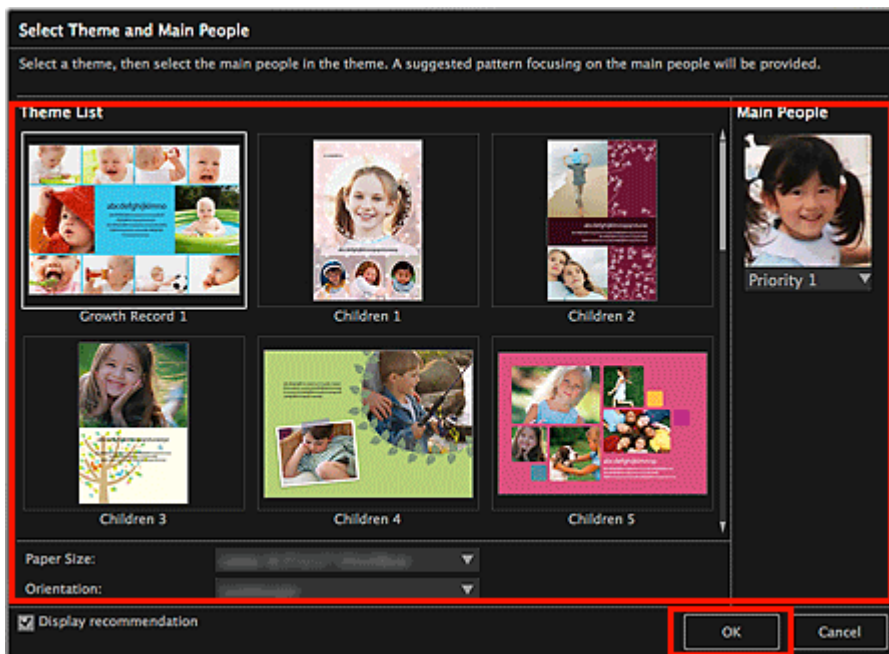 Select Theme and Main People
Select a theme, then select the main people in the theme. A suggested pattern focusing on the main people will be provided.
Theme List
Main People
abcdefghijklmno
Priority 1
Growth Record 1
Children 1
Children 2
abcdefghijklmno
Children 3
Children 4
Children 5
Paper Size:
Orientation:
Display recommendation
OK
Cancel